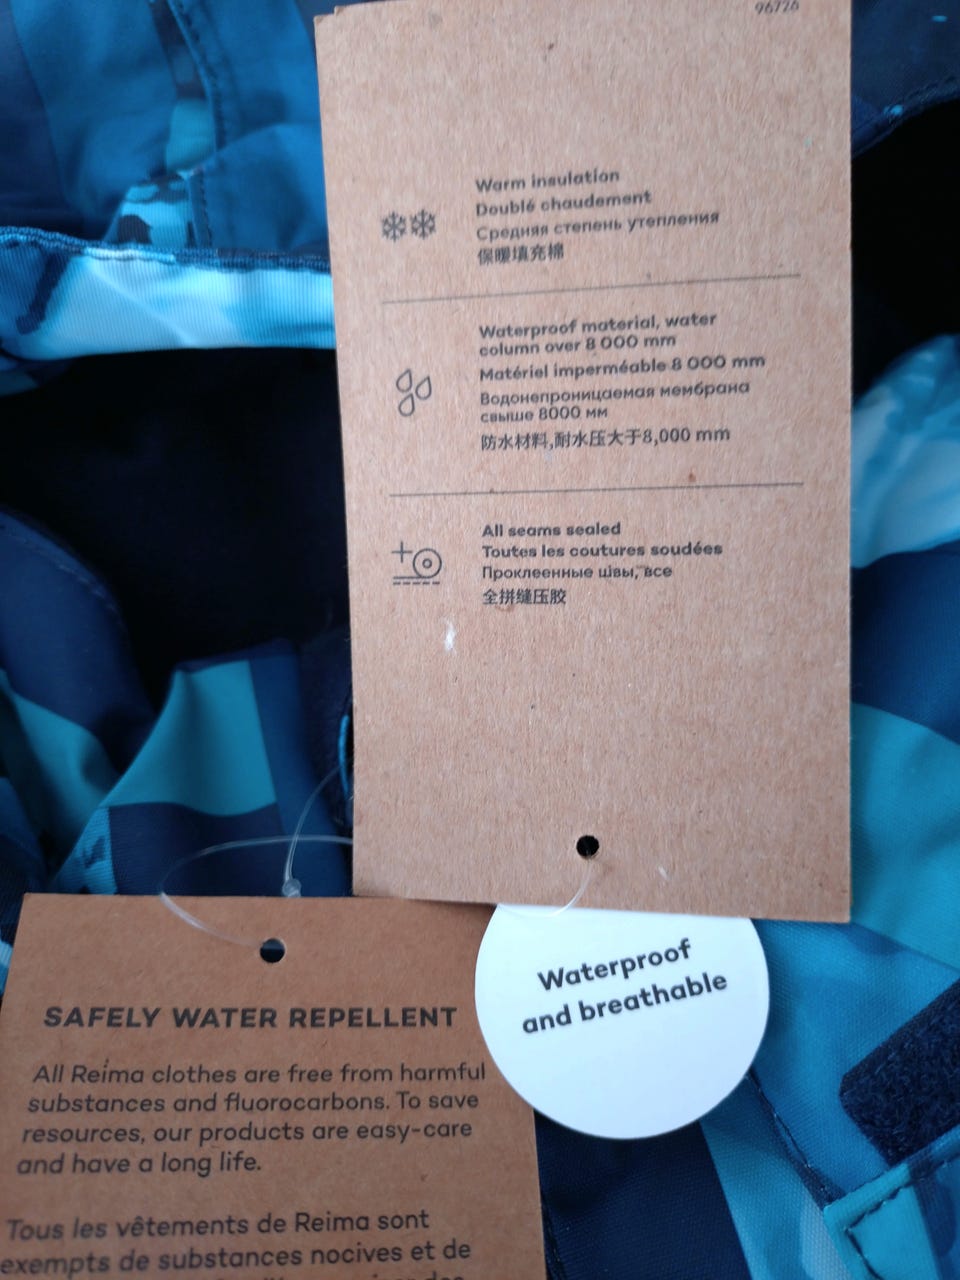 96726
Warm insulation
Doublé chaudement
Средняя степень утепления
保暖填充棉
Waterproof material, water
column over 8 000 mm
Matériel imperméable 8 000 mm
Водонепроницаемая мембрана
свыше 8000 мм
防水材料,耐水压大于8,000 mm
All seams sealed
Toutes les coutures soudées
Проклеенные швы, все
全拼缝压胶
Waterproof
and breathable
SAFELY WATER REPELLENT
All Reima clothes are free from harmful
substances and fluorocarbons. To save
resources, our products are easy-care
and have a long life.
Tous les vêtements de Reima sont
exempts de substances nocives et de